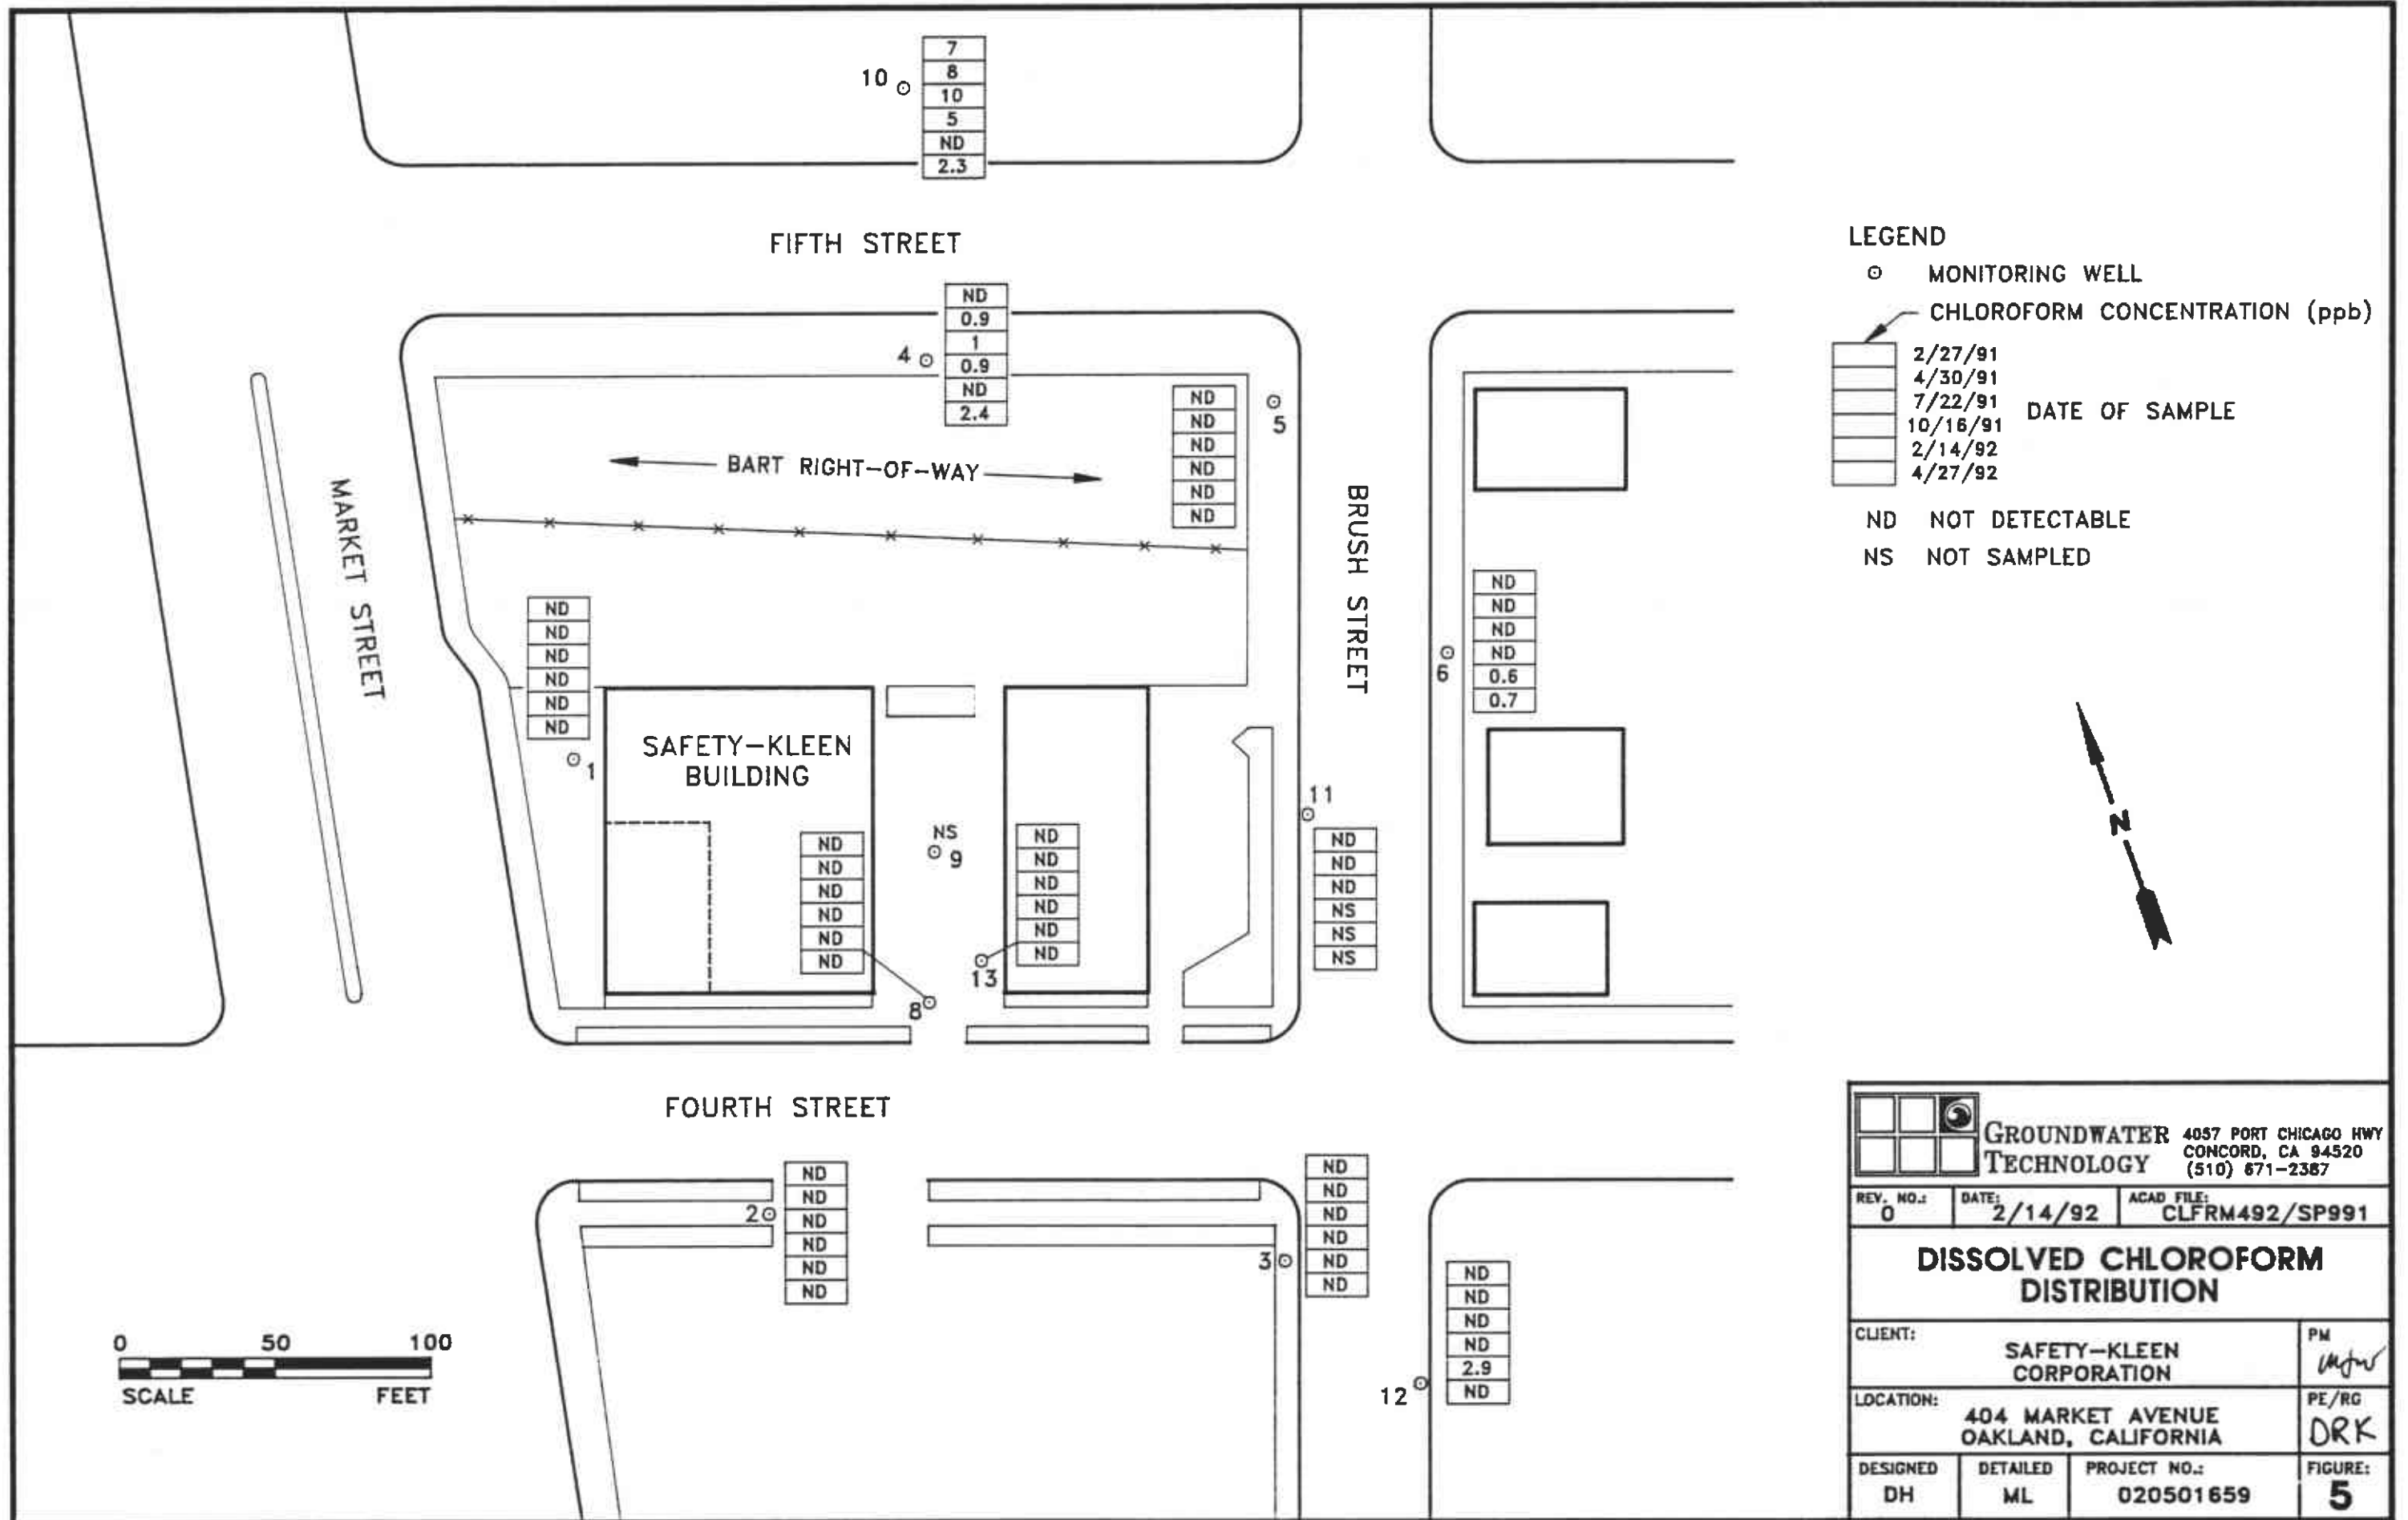 10
7
8
10
5
ND
2.3
FIFTH STREET
4
ND
0.9
1
0.9
ND
2.4
ND
ND
ND
ND
ND
ND
5
BART RIGHT-OF-WAY
MARKET STREET
BRUSH STREET
ND
ND
ND
ND
ND
ND
1
SAFETY-KLEEN
BUILDING
ND
ND
ND
ND
ND
ND
8
NS
9
ND
ND
ND
ND
ND
ND
13
6
ND
ND
ND
ND
0.6
0.7
11
ND
ND
ND
NS
NS
NS
FOURTH STREET
2
ND
ND
ND
ND
ND
ND
3
ND
ND
ND
ND
ND
ND
12
ND
ND
ND
ND
2.9
ND
0 50 100
SCALE FEET
LEGEND
MONITORING WELL
CHLOROFORM CONCENTRATION (ppb)
2/27/91
4/30/91
7/22/91
10/16/91
2/14/92
4/27/92
DATE OF SAMPLE
ND NOT DETECTABLE
NS NOT SAMPLED
N
GROUNDWATER
TECHNOLOGY
4057 PORT CHICAGO HWY
CONCORD, CA 94520
(510) 671-2387
REV. NO.: 0
DATE: 2/14/92
ACAD FILE: CLFRM492/SP991
DISSOLVED CHLOROFORM
DISTRIBUTION
CLIENT:
SAFETY-KLEEN
CORPORATION
PM
LOCATION:
404 MARKET AVENUE
OAKLAND, CALIFORNIA
PE/RG
DRK
DESIGNED
DH
DETAILED
ML
PROJECT NO.:
020501659
FIGURE:
5